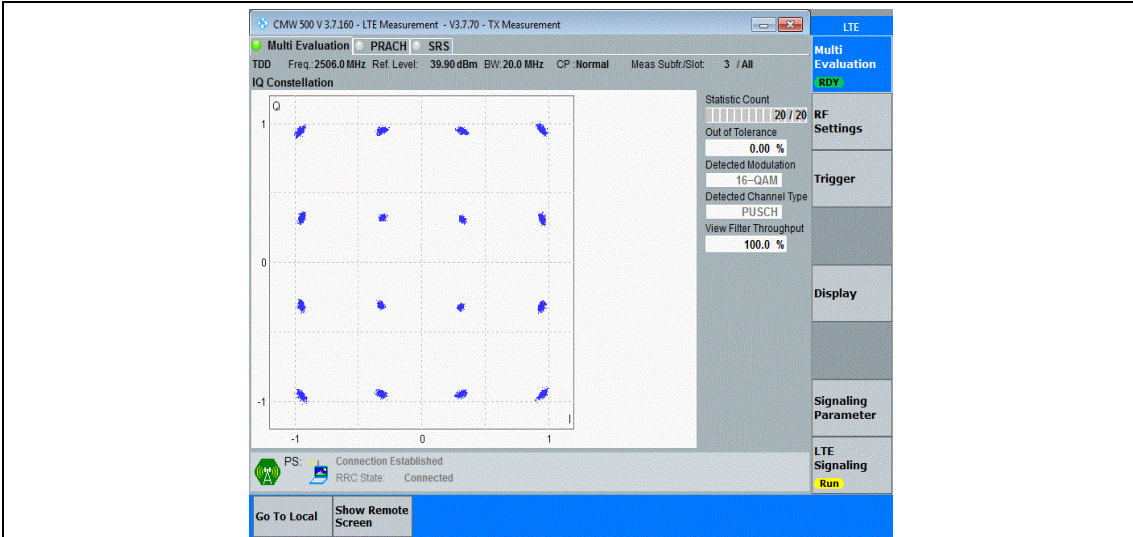 CMW 500 V 3.7.160 - LTE Measurement - V3.7.70 - TX Measurement
LTE
Multi Evaluation PRACH SRS
Multi
Evaluation
RDY
TDD Freq.: 2506.0 MHz Ref. Level: 39.90 dBm BW: 20.0 MHz CP : Normal Meas Subfr./Slot: 3 / All
IQ Constellation
Q
1
0
-1
-1 0 1
I
Statistic Count
20 / 20
Out of Tolerance
0.00 %
Detected Modulation
16-QAM
Detected Channel Type
PUSCH
View Filter Throughput
100.0 %
RF
Settings
Trigger
Display
Signaling
Parameter
LTE
Signaling
Run
PS: Connection Established
RRC State: Connected
Go To Local
Show Remote
Screen